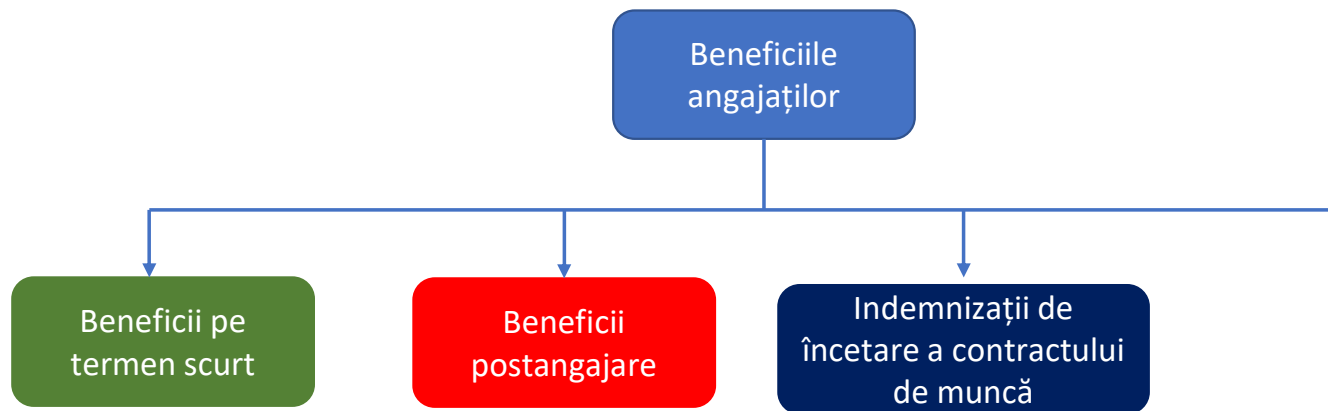 Beneficiile
angajaților
Beneficii pe
termen scurt
Beneficii
postangajare
Indemnizații de
încetare a contractului
de muncă